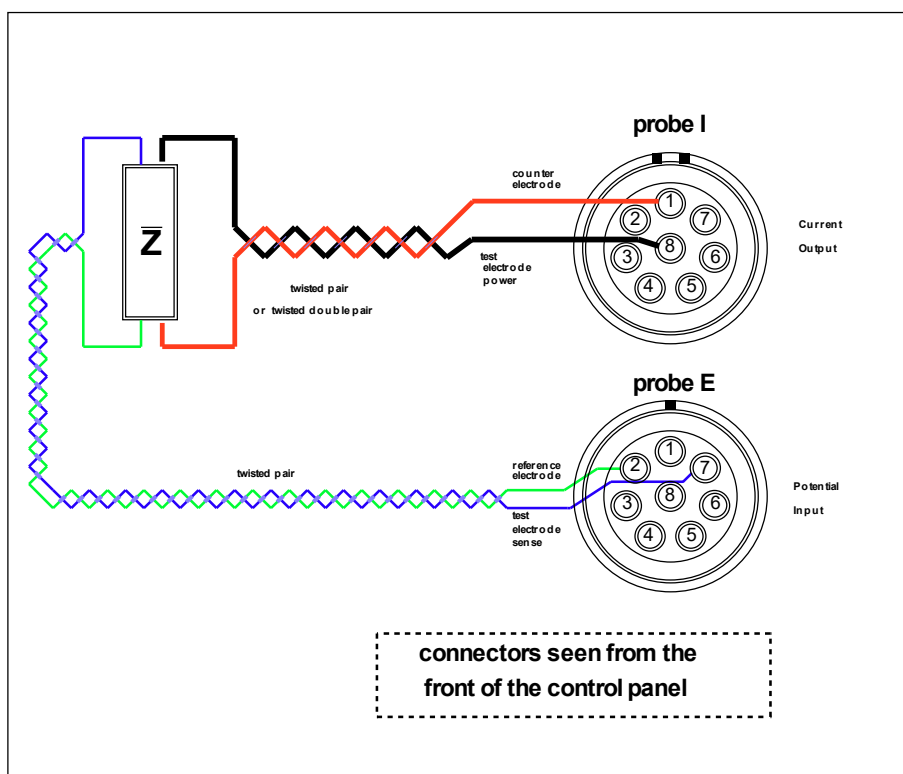 probe I
counter
electrode
1
2
7
8
3
6
4
5
Current
Output
test
electrode
power
Z
twisted pair
or twisted double pair
probe E
reference
electrode
1
2
7
8
3
6
4
5
Potential
Input
twisted pair
test
electrode
sense
connectors seen from the
front of the control panel